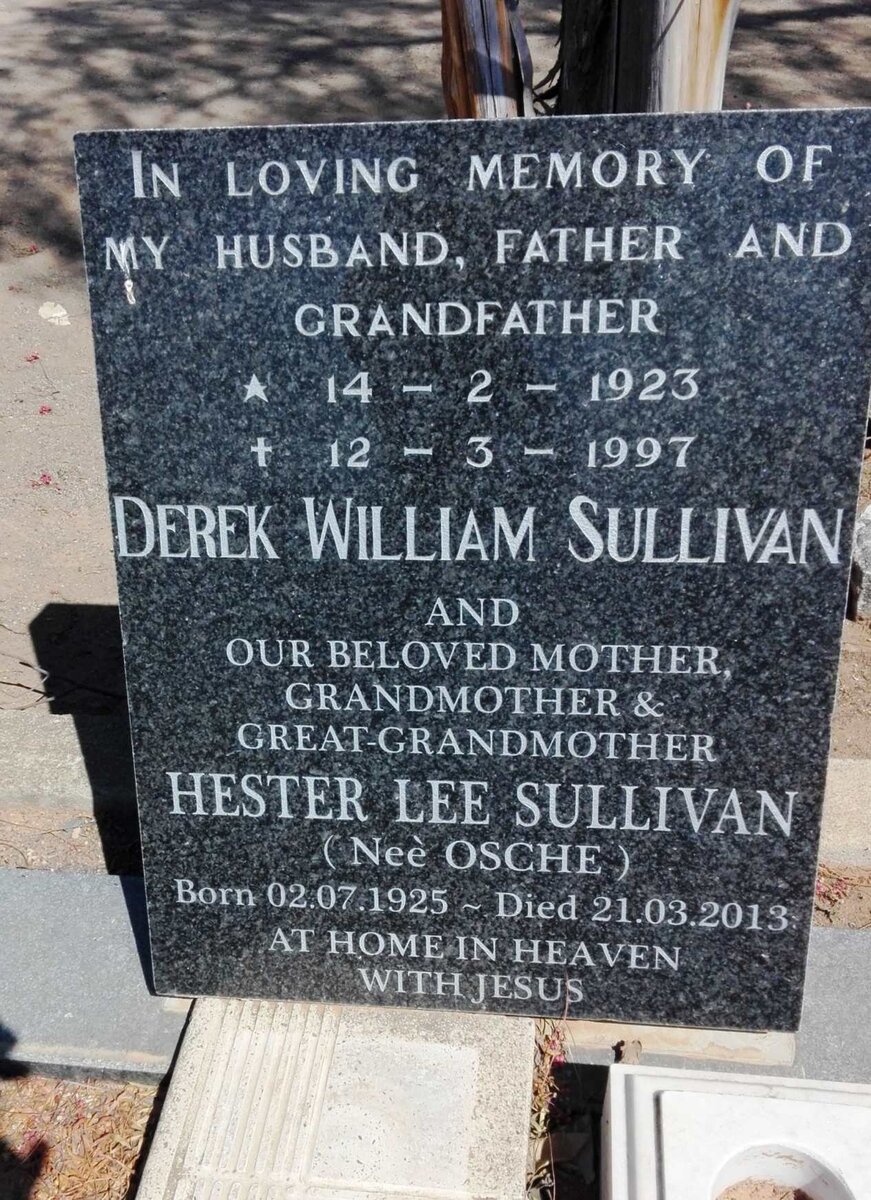 IN LOVING MEMORY OF
MY HUSBAND, FATHER AND
GRANDFATHER
★ 14 – 2 – 1923
✝ 12 – 3 – 1997
DEREK WILLIAM SULLIVAN
AND
OUR BELOVED MOTHER,
GRANDMOTHER &
GREAT-GRANDMOTHER
HESTER LEE SULLIVAN
( Neè OSCHE )
Born 02.07.1925 ~ Died 21.03.2013
AT HOME IN HEAVEN
WITH JESUS